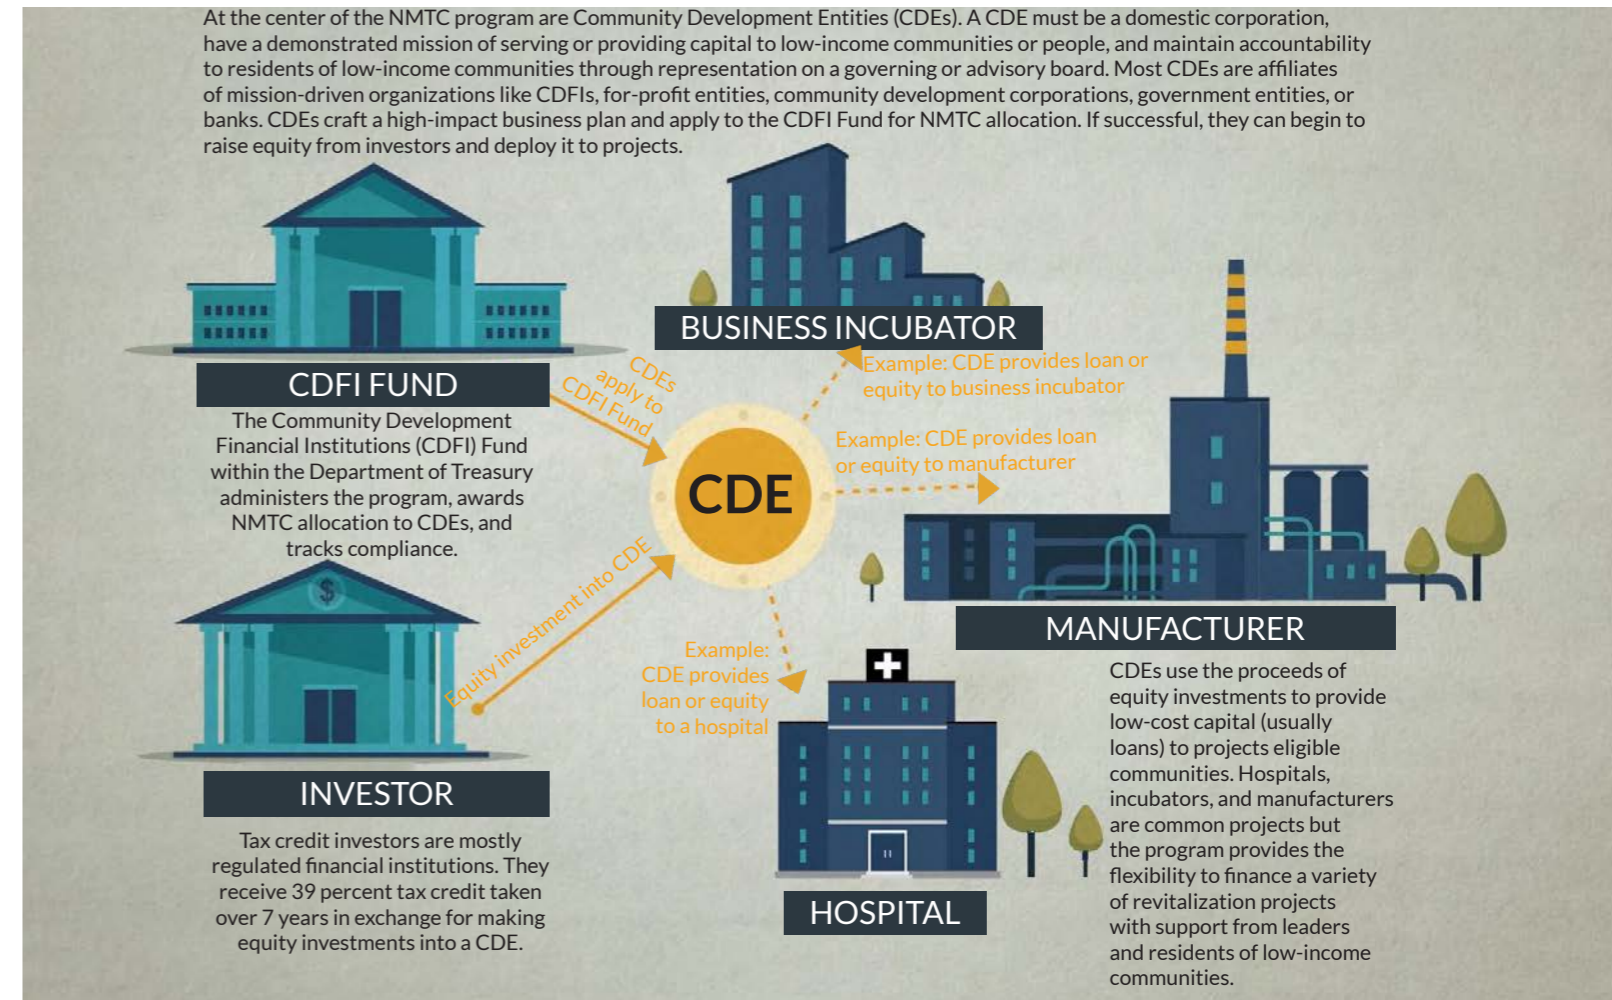 At the center of the NMTC program are Community Development Entities (CDEs). A CDE must be a domestic corporation,
have a demonstrated mission of serving or providing capital to low-income communities or people, and maintain accountability
to residents of low-income communities through representation on a governing or advisory board. Most CDEs are affiliates
of mission-driven organizations like CDFIs, for-profit entities, community development corporations, government entities, or
banks. CDEs craft a high-impact business plan and apply to the CDFI Fund for NMTC allocation. If successful, they can begin to
raise equity from investors and deploy it to projects.
BUSINESS INCUBATOR
Example: CDE provides loan or
equity to business incubator
CDFI FUND
The Community Development
Financial Institutions (CDFI) Fund
within the Department of Treasury
administers the program, awards
NMTC allocation to CDEs, and
tracks compliance.
CDEs
apply to
CDFI Fund
CDE
Example: CDE provides loan
or equity to manufacturer
Equity investment into CDE
$
INVESTOR
Tax credit investors are mostly
regulated financial institutions. They
receive 39 percent tax credit taken
over 7 years in exchange for making
equity investments into a CDE.
Example:
CDE provides
loan or equity
to a hospital
HOSPITAL
MANUFACTURER
CDEs use the proceeds of
equity investments to provide
low-cost capital (usually
loans) to projects eligible
communities. Hospitals,
incubators, and manufacturers
are common projects but
the program provides the
flexibility to finance a variety
of revitalization projects
with support from leaders
and residents of low-income
communities.